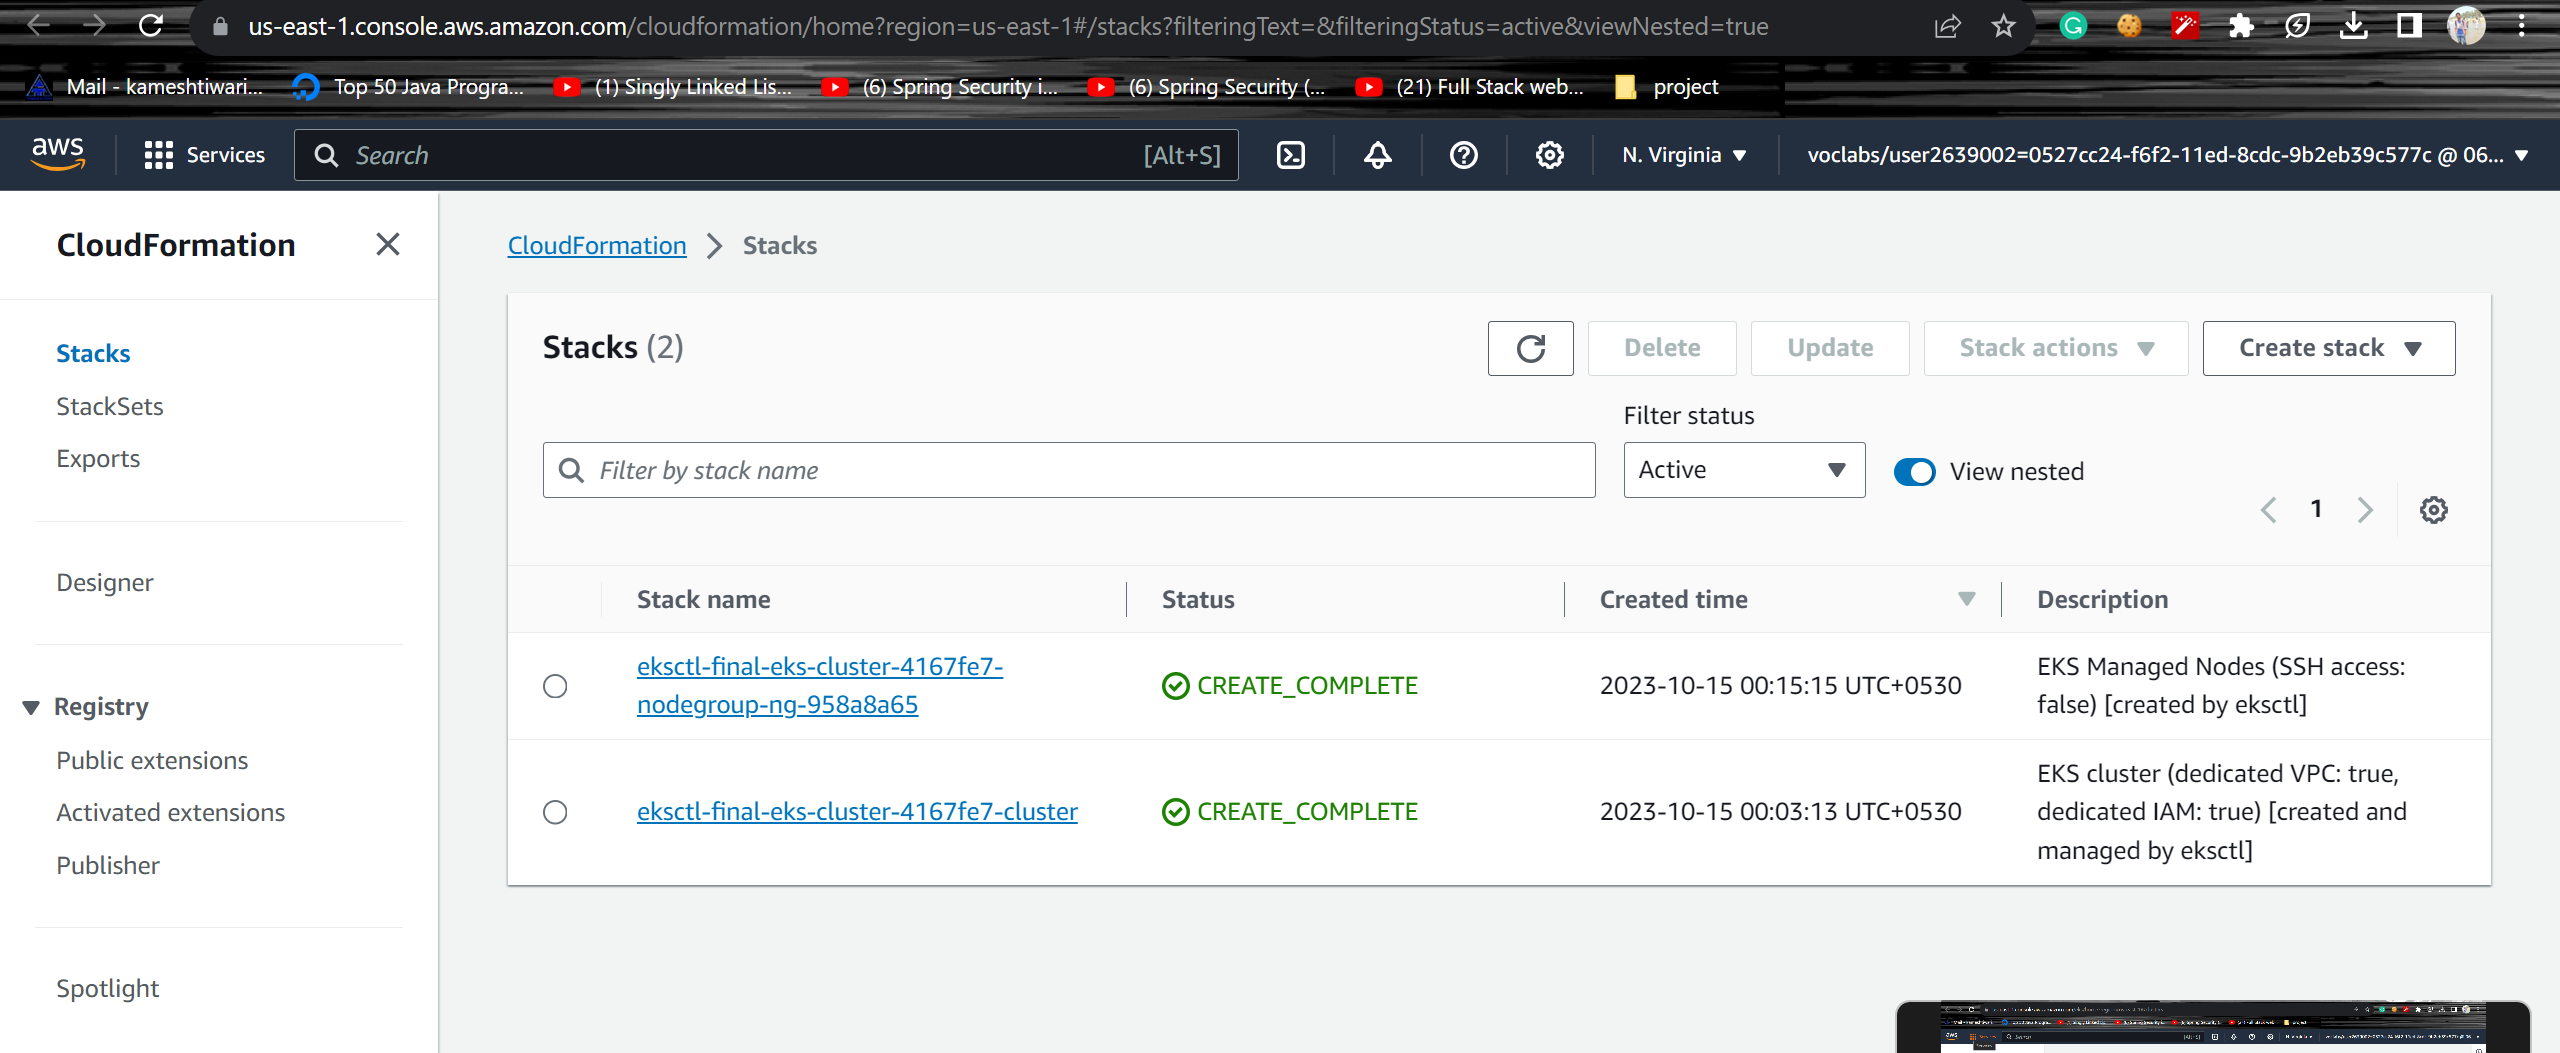 us-east-1.console.aws.amazon.com/cloudformation/home?region=us-east-1#/stacks?filteringText=&filteringStatus=active&viewNested=true
Mail - kameshtiwari... Top 50 Java Progra... (1) Singly Linked Lis... (6) Spring Security i... (6) Spring Security (... (21) Full Stack web... project
aws Services Search [Alt+S] N. Virginia voclabs/user2639002=0527cc24-f6f2-11ed-8cdc-9b2eb39c577c @ 06...
CloudFormation
Stacks
StackSets
Exports
Designer
Registry
Public extensions
Activated extensions
Publisher
Spotlight
CloudFormation > Stacks
Stacks (2)
Delete Update Stack actions Create stack
Filter status
Filter by stack name Active View nested
1
Stack name Status Created time Description
eksctl-final-eks-cluster-4167fe7-
nodegroup-ng-958a8a65
CREATE_COMPLETE
2023-10-15 00:15:15 UTC+0530
EKS Managed Nodes (SSH access:
false) [created by eksctl]
eksctl-final-eks-cluster-4167fe7-cluster
CREATE_COMPLETE
2023-10-15 00:03:13 UTC+0530
EKS cluster (dedicated VPC: true,
dedicated IAM: true) [created and
managed by eksctl]